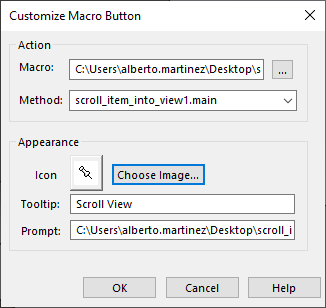 Customize Macro Button
Action
Macro: C:\Users\alberto.martinez\Desktop\s ...
Method: scroll_item_into_view1.main
Appearance
Icon Choose Image...
Tooltip: Scroll View
Prompt: C:\Users\alberto.martinez\Desktop\scroll_i
OK Cancel Help